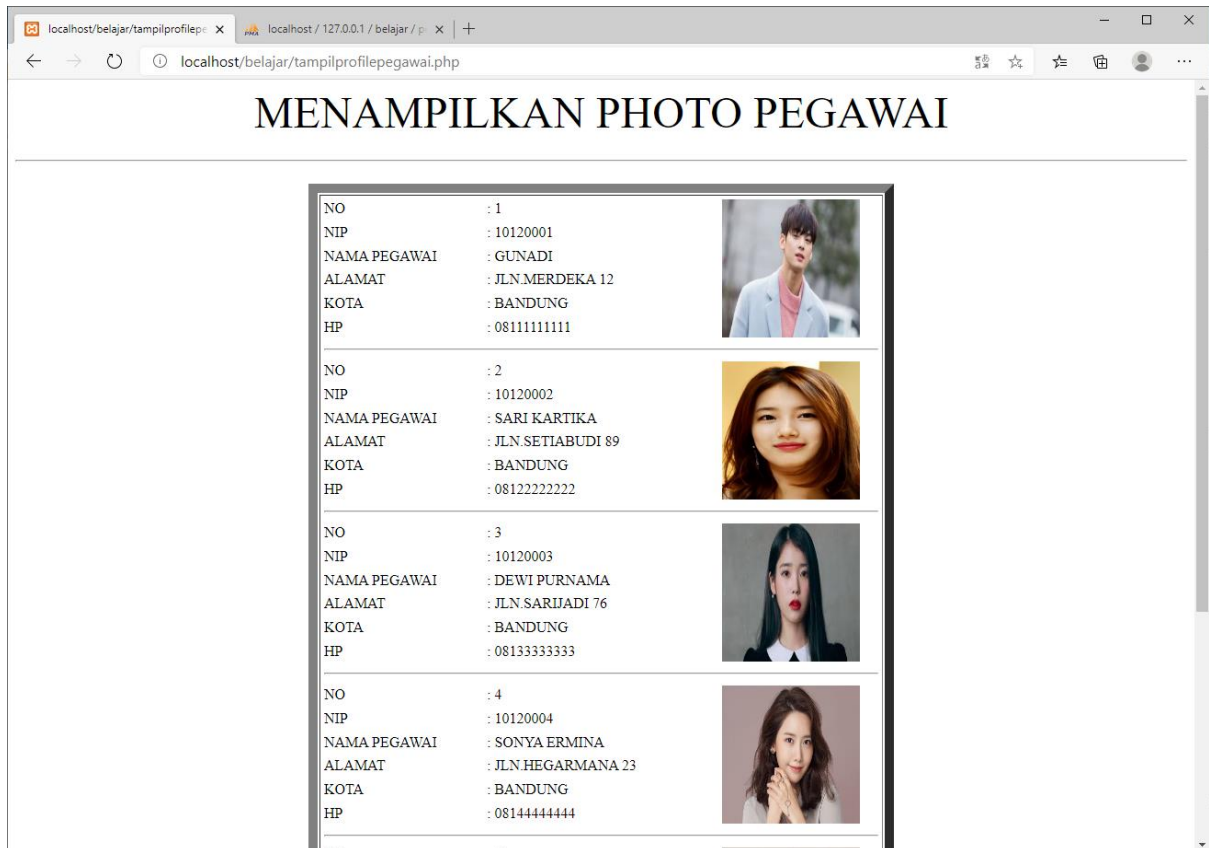 localhost/belajar/tampilprofilepe
localhost / 127.0.0.1 / belajar / p
localhost/belajar/tampilprofilepegawai.php
MENAMPILKAN PHOTO PEGAWAI
NO : 1
NIP : 10120001
NAMA PEGAWAI : GUNADI
ALAMAT : JLN.MERDEKA 12
KOTA : BANDUNG
HP : 08111111111
NO : 2
NIP : 10120002
NAMA PEGAWAI : SARI KARTIKA
ALAMAT : JLN.SETIABUDI 89
KOTA : BANDUNG
HP : 08122222222
NO : 3
NIP : 10120003
NAMA PEGAWAI : DEWI PURNAMA
ALAMAT : JLN.SARIJADI 76
KOTA : BANDUNG
HP : 08133333333
NO : 4
NIP : 10120004
NAMA PEGAWAI : SONYA ERMINA
ALAMAT : JLN.HEGARMANA 23
KOTA : BANDUNG
HP : 08144444444